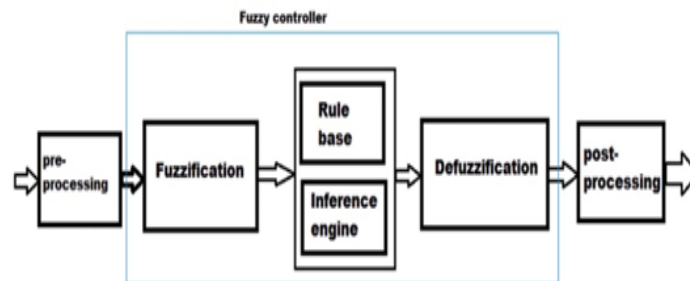 Fuzzy controller
pre-
processing
Fuzzification
Rule
base
Inference
engine
Defuzzification
post-
processing